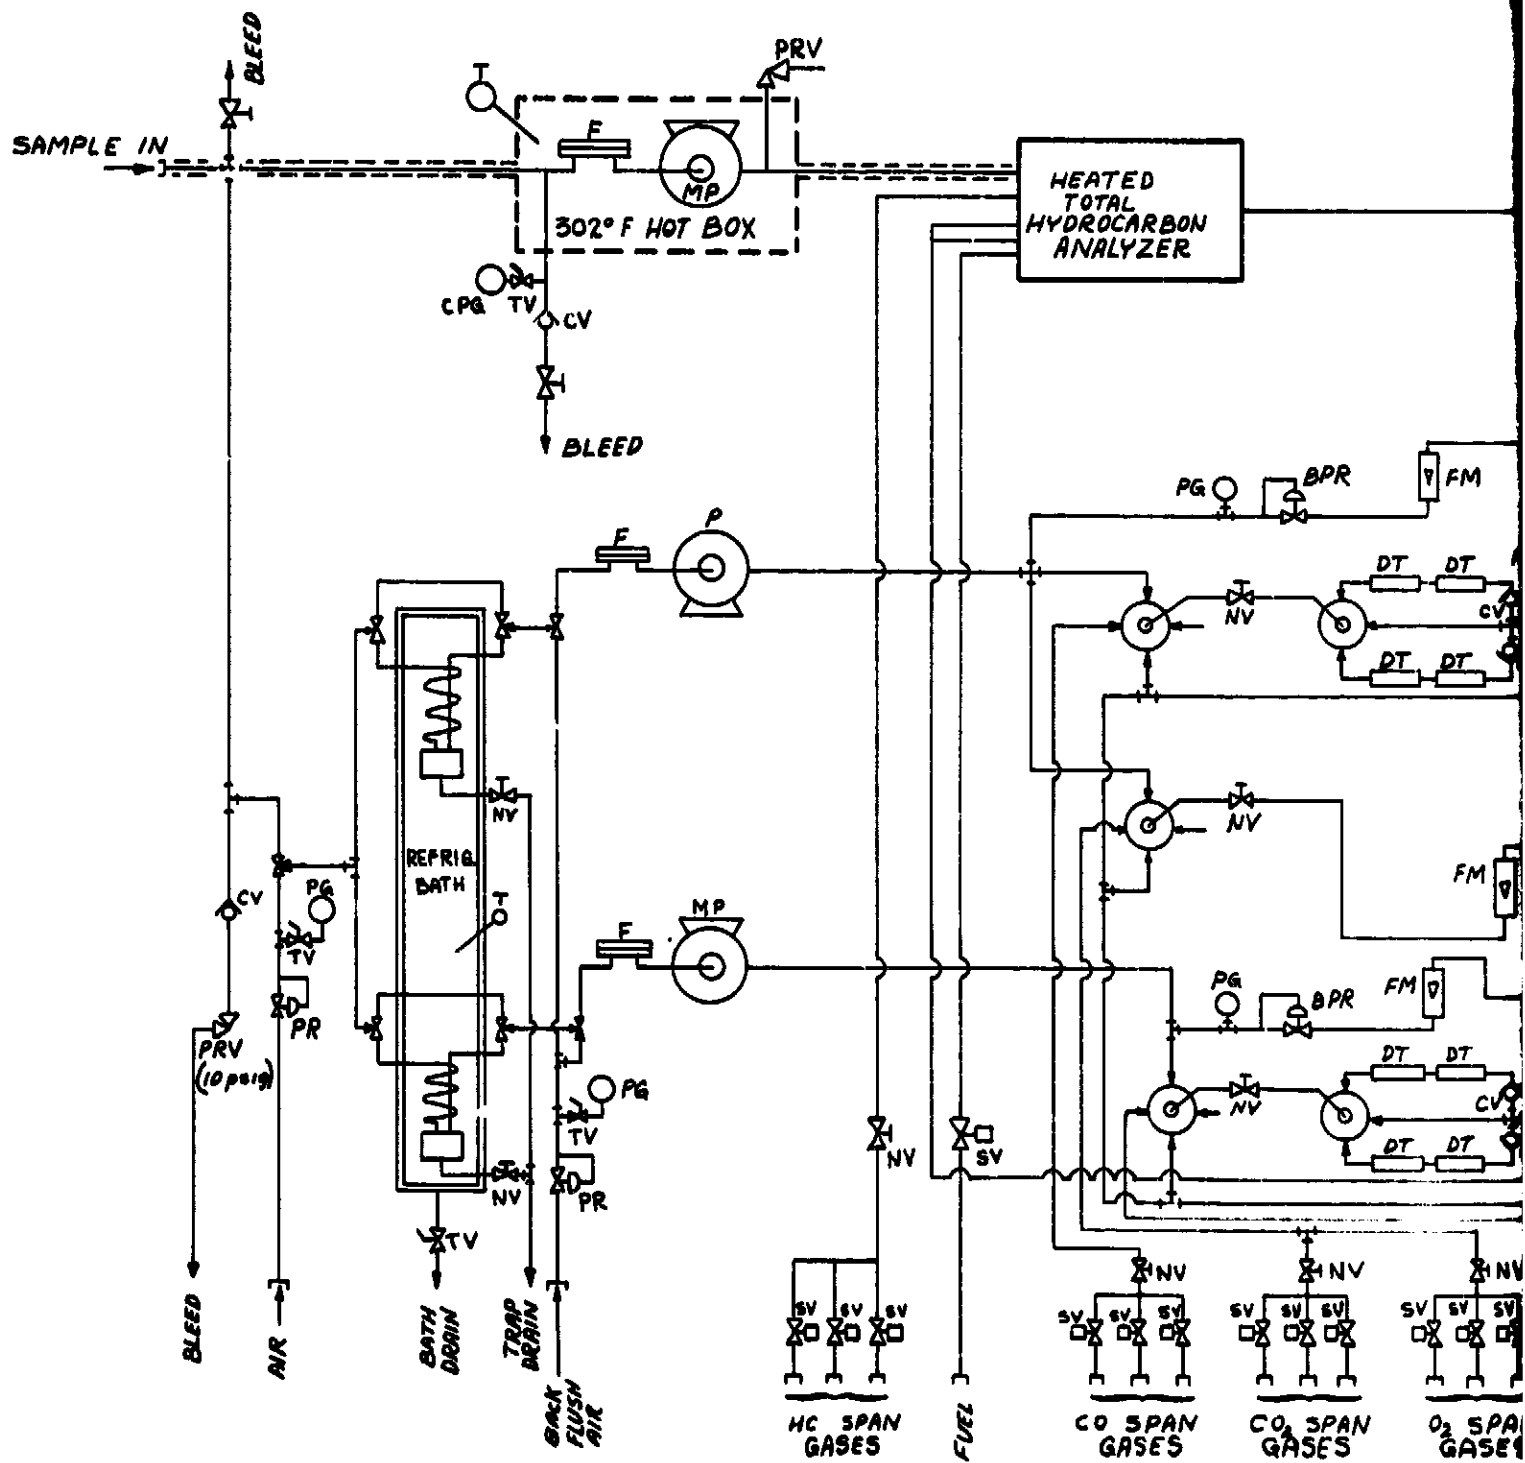 BLEED
PRV
T
SAMPLE IN
F
MP
302° F HOT BOX
HEATED
TOTAL
HYDROCARBON
ANALYZER
CPG
TV
CV
BLEED
PG
BPR
FM
P
F
DT
DT
NV
CV
DT
DT
NV
NV
REFRIG.
BATH
T
PG
CV
TV
FM
MP
F
PR
PRV
(10 psig)
PG
BPR
FM
DT
DT
PG
TV
NV
CV
DT
DT
NV
SV
NV
PR
TV
NV
NV
NV
SV
SV
SV
SV
SV
SV
SV
SV
SV
SV
SV
SV
BLEED
AIR
BATH
DRAIN
TRAP
DRAIN
BACK
FLUSH
AIR
HC SPAN
GASES
FUEL
CO SPAN
GASES
CO2 SPAN
GASES
O2 SPA
GASES